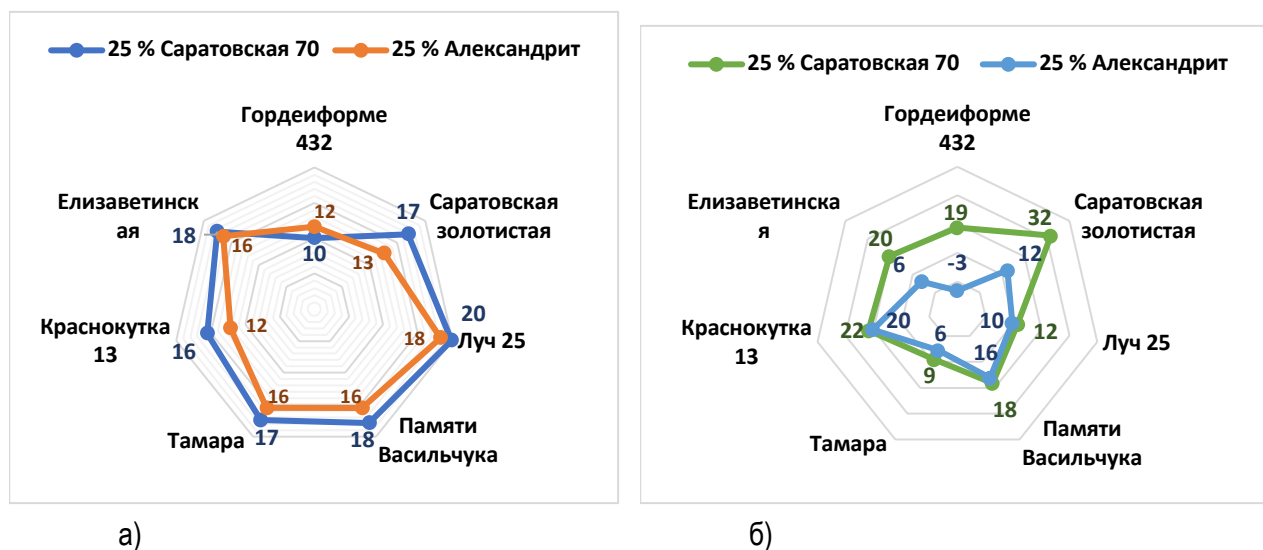 25 % Саратовская 70 25 % Александрит
Гордеиформе
432
12
10
Саратовская
золотистая
17
13
Елизаветинск
ая
18
16
20
Луч 25
18
Краснокутка
13
12
16
16
16
Тамара
17
Памяти
Васильчука
18
а)
25 % Саратовская 70 25 % Александрит
Гордеиформе
432
19
-3
Саратовская
золотистая
32
12
Елизаветинска
я
20
6
Краснокутка
13
22
20
10
12
Луч 25
6
9
16
18
Тамара
Памяти
Васильчука
б)